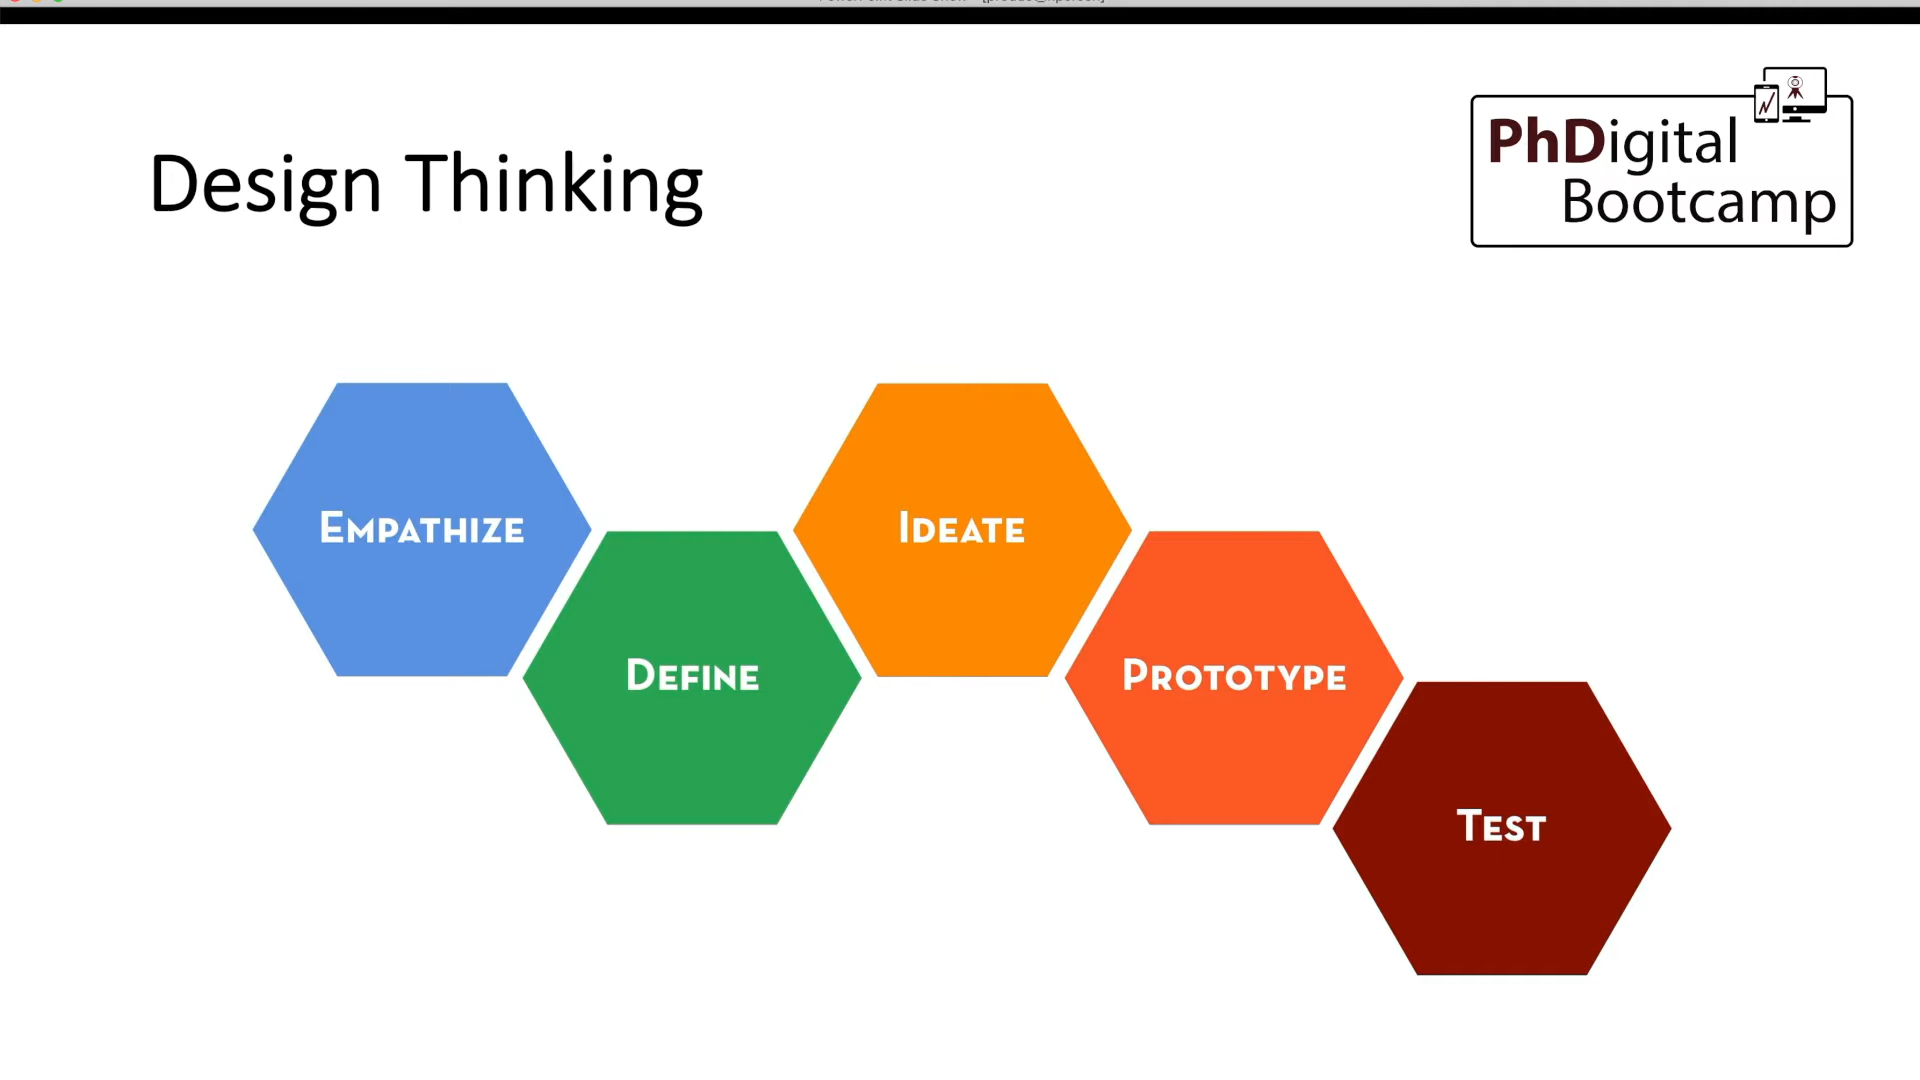 Design Thinking
PhDigital
Bootcamp
Empathize
Define
Ideate
Prototype
Test